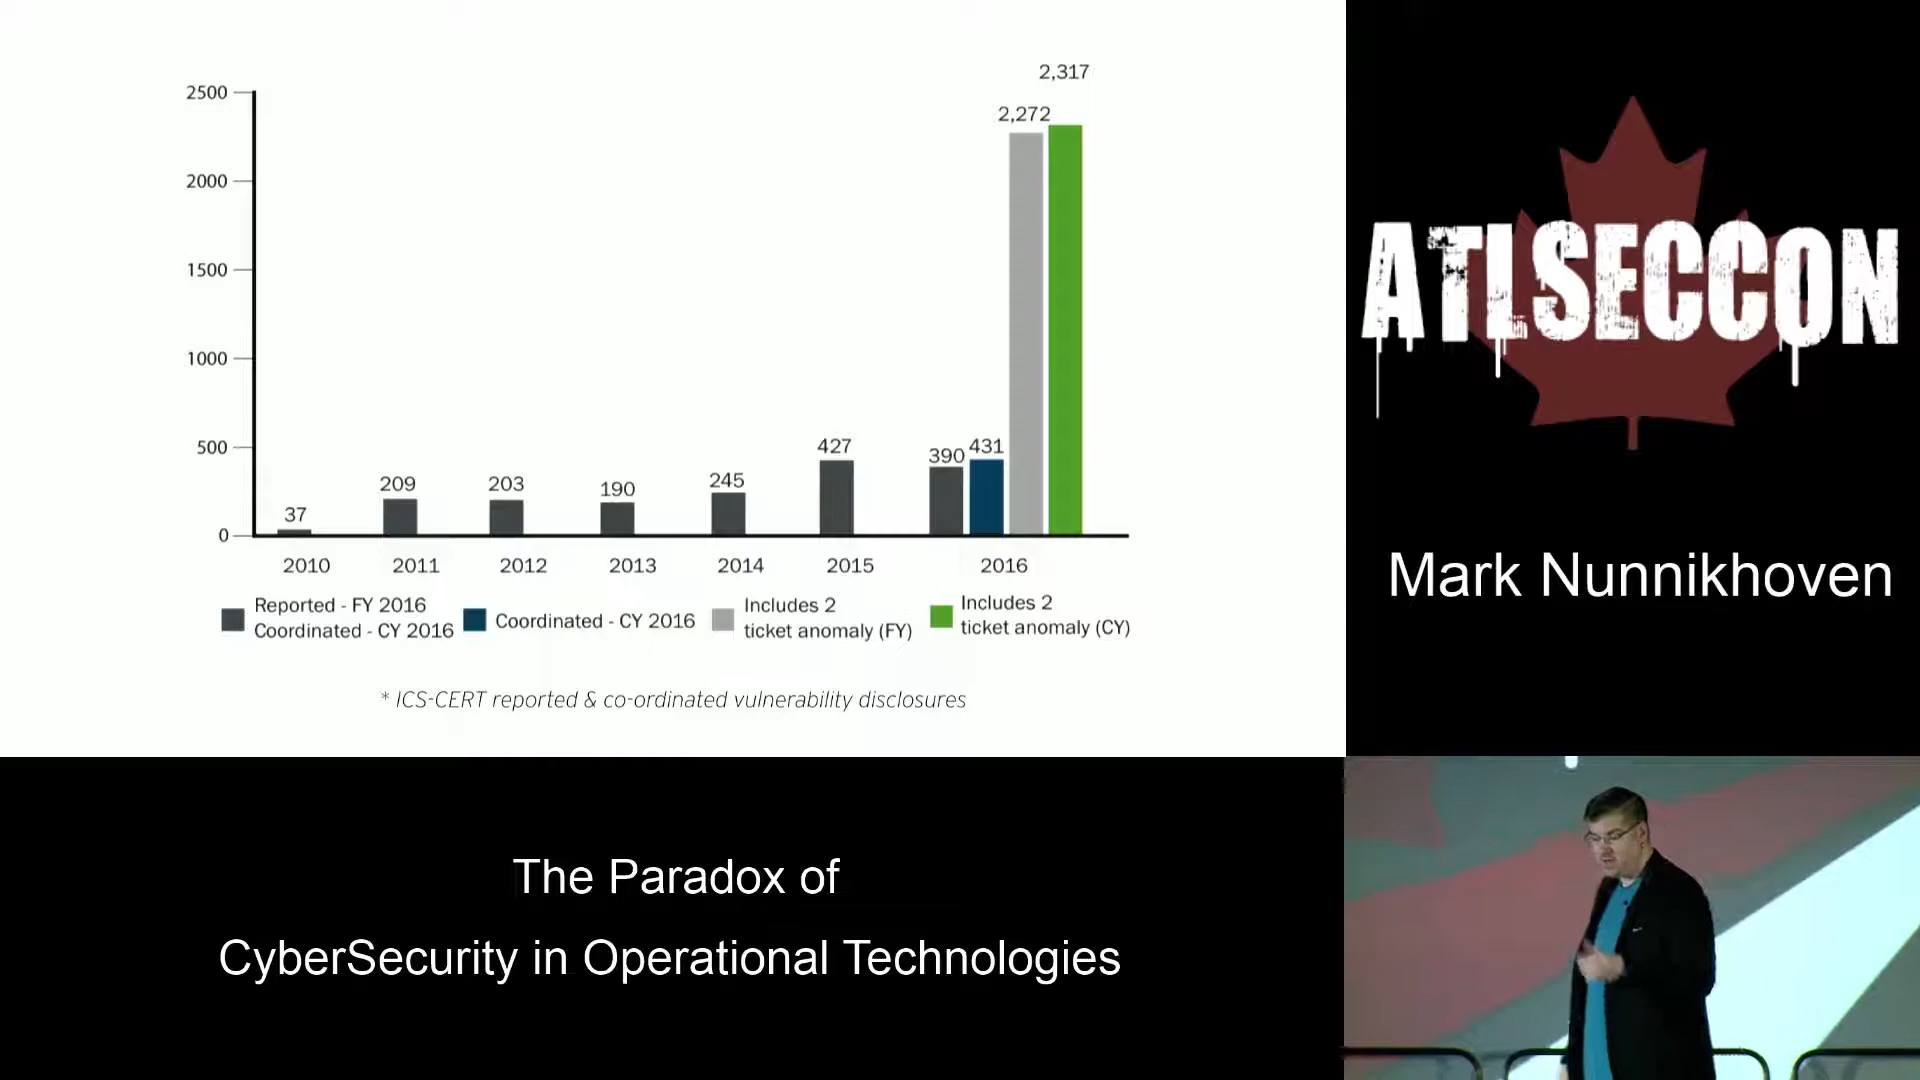 2,317
2500
2,272
2000
1500
1000
500
427
390
431
209
203
190
245
37
0
2010
2011
2012
2013
2014
2015
2016
Reported - FY 2016
Coordinated - CY 2016
Coordinated - CY 2016
Includes 2
ticket anomaly (FY)
Includes 2
ticket anomaly (CY)
* ICS-CERT reported & co-ordinated vulnerability disclosures
ATLSECCON
Mark Nunnikhoven
The Paradox of
CyberSecurity in Operational Technologies